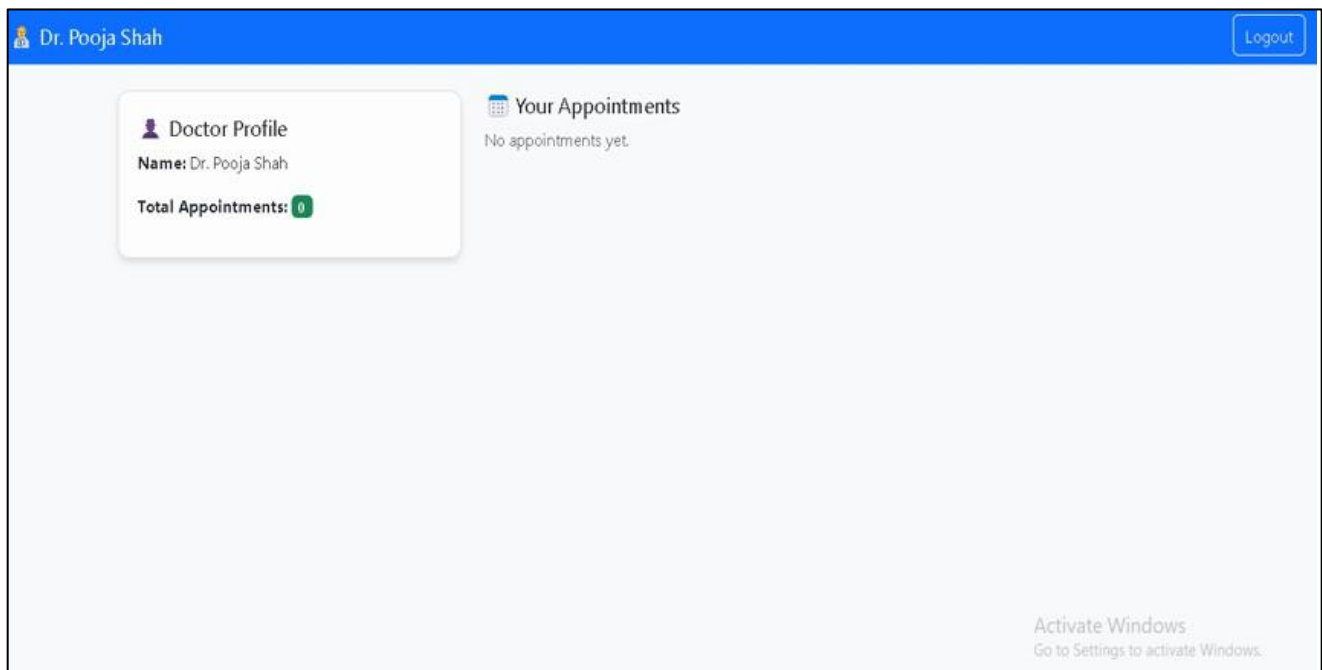 Dr. Pooja Shah
Logout
Doctor Profile
Name: Dr. Pooja Shah
Total Appointments: 0
Your Appointments
No appointments yet.
Activate Windows
Go to Settings to activate Windows.